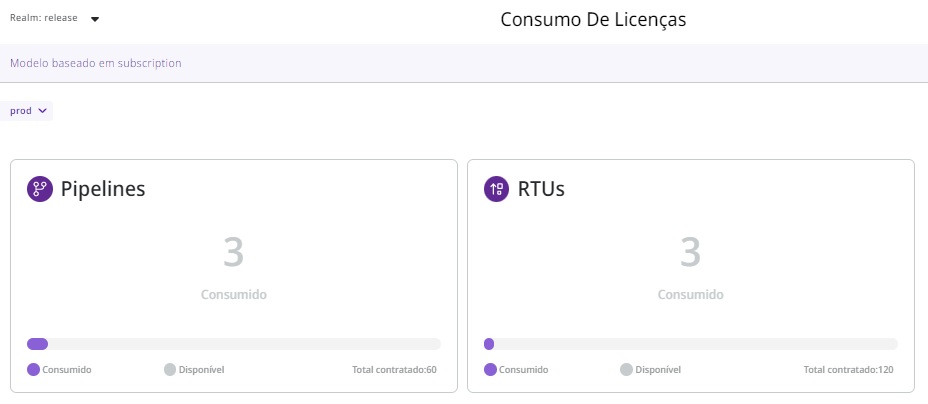 Realm: release
Consumo De Licenças
Modelo baseado em subscription
prod
Pipelines
3
Consumido
Consumido
Disponível
Total contratado:60
RTUs
3
Consumido
Consumido
Disponível
Total contratado:120